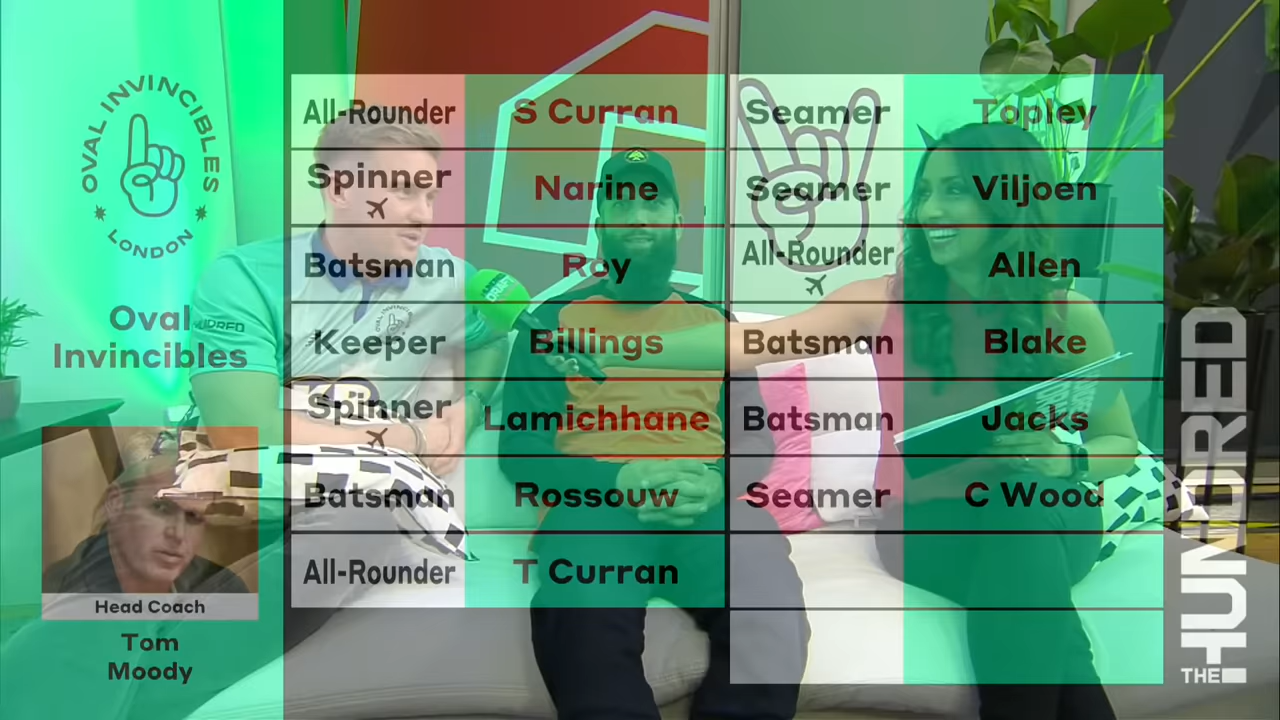 OVAL INVINCIBLES
LONDON
Oval
Invincibles
Head Coach
Tom
Moody
All-Rounder S Curran
Spinner Narine
Batsman Roy
Keeper Billings
Spinner Lamichhane
Batsman Rossouw
All-Rounder T Curran
Seamer Topley
Seamer Viljoen
All-Rounder Allen
Batsman Blake
Batsman Jacks
Seamer C Wood
THE HUNDRED